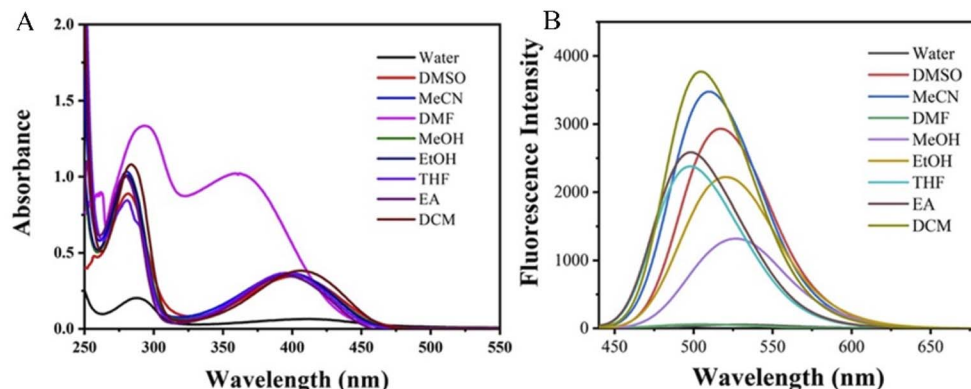 A
2.0
1.5
1.0
0.5
0.0
250
300
350
400
450
500
550
Absorbance
Wavelength (nm)
Water
DMSO
MeCN
DMF
MeOH
EtOH
THF
EA
DCM
B
4000
3000
2000
1000
0
450
500
550
600
650
Fluorescence Intensity
Wavelength (nm)
Water
DMSO
MeCN
DMF
MeOH
EtOH
THF
EA
DCM